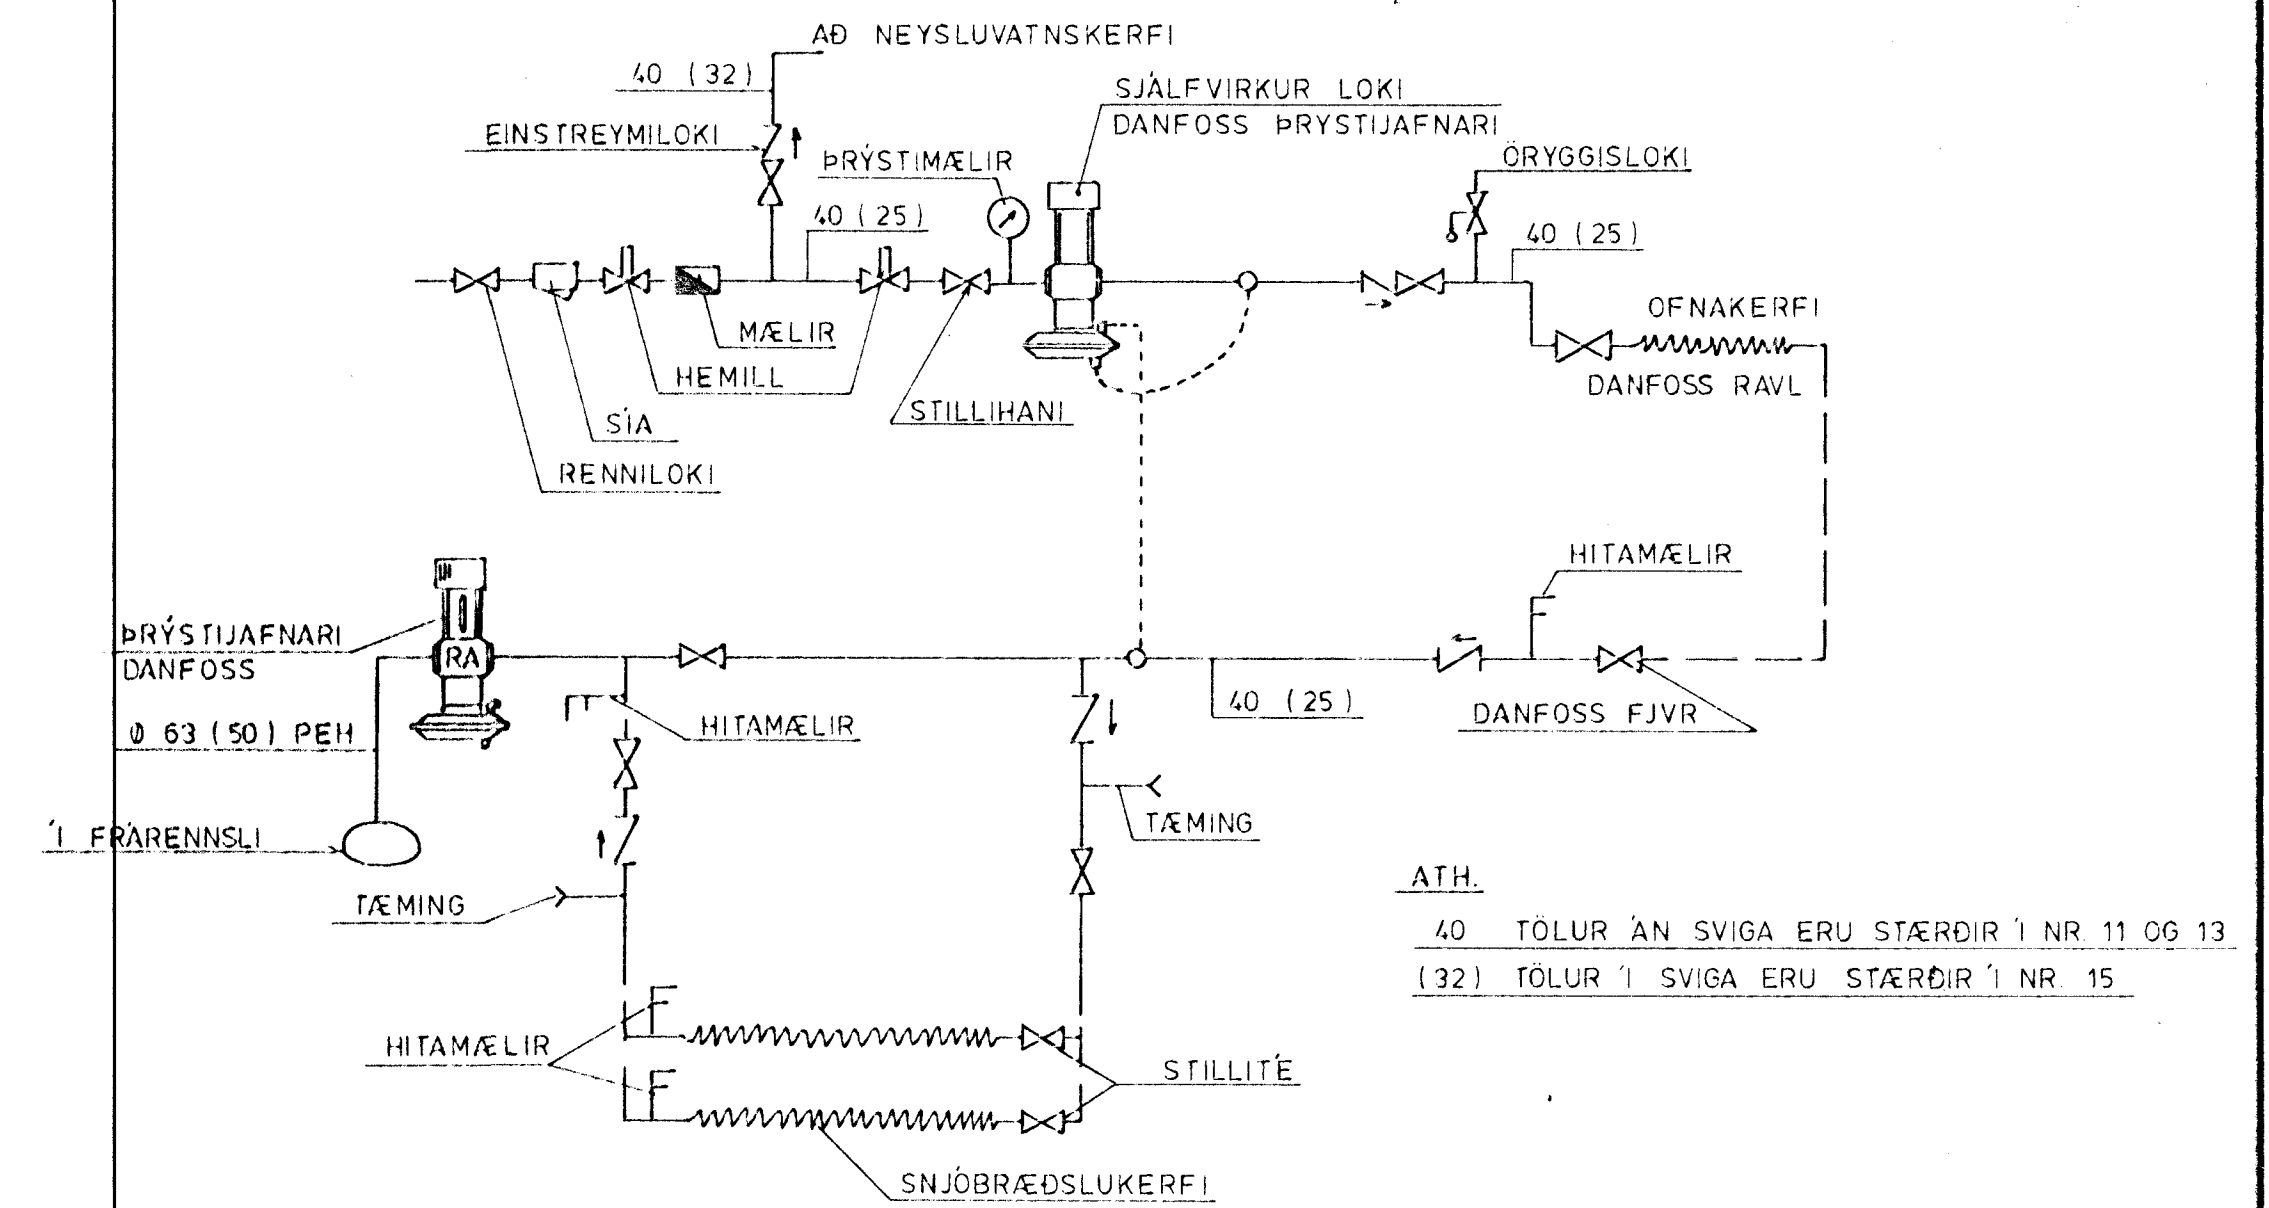 AÐ NEYSLUVATNSKERFI
40 (32)
SJÁLFVIRKUR LOKI
DANFOSS ÞRYSTIJAFNARI
EINSTREYMILOKI
ÞRÝSTIMÆLIR
ÖRYGGISLOKI
40 (25)
40 (25)
OFNAKERFI
MÆLIR
HEMILL
DANFOSS RAVL
STILLIHANI
SÍA
RENNILOKI
HITAMÆLIR
ÞRÝSTIJAFNARI
DANFOSS
RA
40 (25)
DANFOSS FJVR
HITAMÆLIR
Ø 63 (50) PEH
TÆMING
Í FRÁRENNSLI
TÆMING
ATH.
40 TÖLUR ÁN SVIGA ERU STÆRÐIR Í NR. 11 OG 13
(32) TÖLUR Í SVIGA ERU STÆRÐIR Í NR. 15
HITAMÆLIR
STILLITÉ
SNJÓBRÆÐSLUKERFI